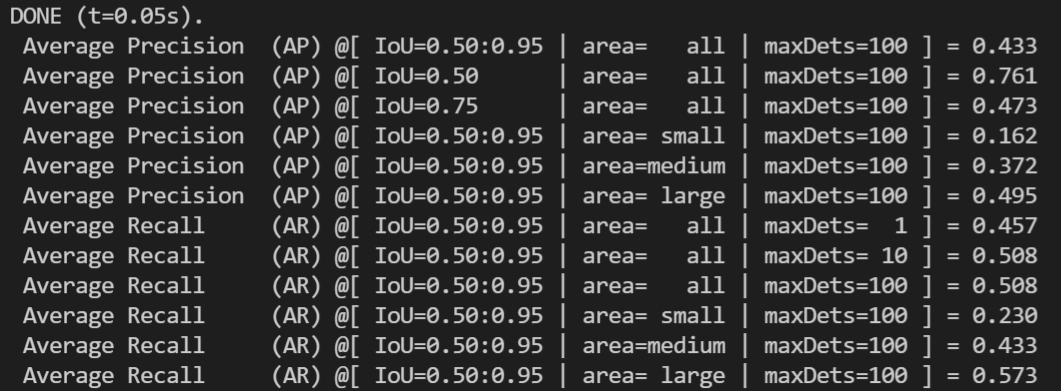 DONE (t=0.05s).
 Average Precision  (AP) @[ IoU=0.50:0.95 | area=   all | maxDets=100 ] = 0.433
 Average Precision  (AP) @[ IoU=0.50      | area=   all | maxDets=100 ] = 0.761
 Average Precision  (AP) @[ IoU=0.75      | area=   all | maxDets=100 ] = 0.473
 Average Precision  (AP) @[ IoU=0.50:0.95 | area= small | maxDets=100 ] = 0.162
 Average Precision  (AP) @[ IoU=0.50:0.95 | area=medium | maxDets=100 ] = 0.372
 Average Precision  (AP) @[ IoU=0.50:0.95 | area= large | maxDets=100 ] = 0.495
 Average Recall     (AR) @[ IoU=0.50:0.95 | area=   all | maxDets=  1 ] = 0.457
 Average Recall     (AR) @[ IoU=0.50:0.95 | area=   all | maxDets= 10 ] = 0.508
 Average Recall     (AR) @[ IoU=0.50:0.95 | area=   all | maxDets=100 ] = 0.508
 Average Recall     (AR) @[ IoU=0.50:0.95 | area= small | maxDets=100 ] = 0.230
 Average Recall     (AR) @[ IoU=0.50:0.95 | area=medium | maxDets=100 ] = 0.433
 Average Recall     (AR) @[ IoU=0.50:0.95 | area= large | maxDets=100 ] = 0.573